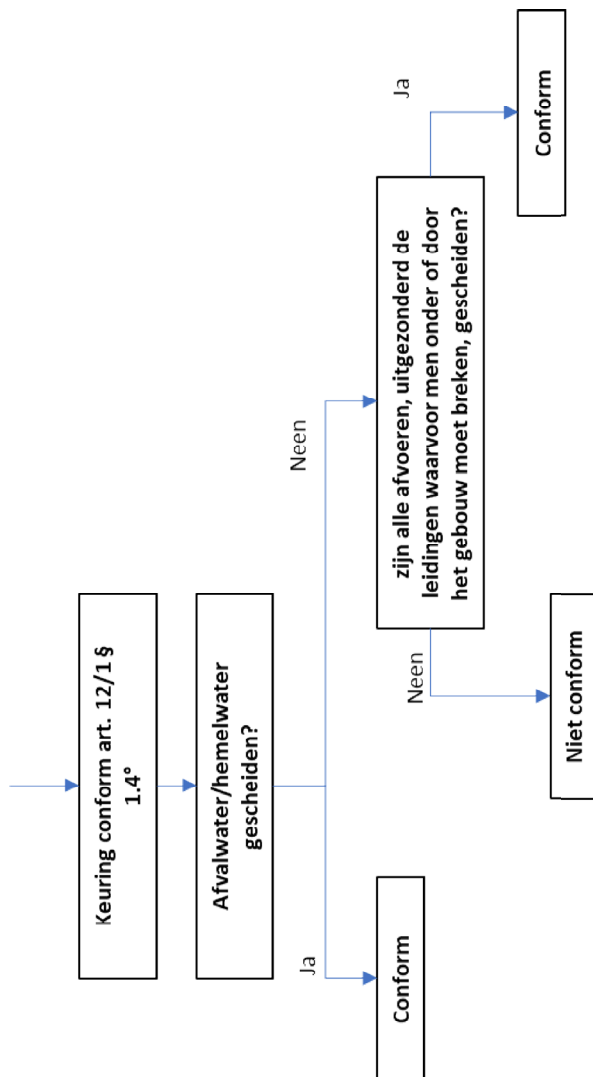 Keuring conform art. 12/1 §
1.4°
Afvalwater/hemelwater
gescheiden?
Ja
Neen
Conform
zijn alle afvoeren, uitgezonderd de
leidingen waarvoor men onder of door
het gebouw moet breken, gescheiden?
Neen
Ja
Niet conform
Conform